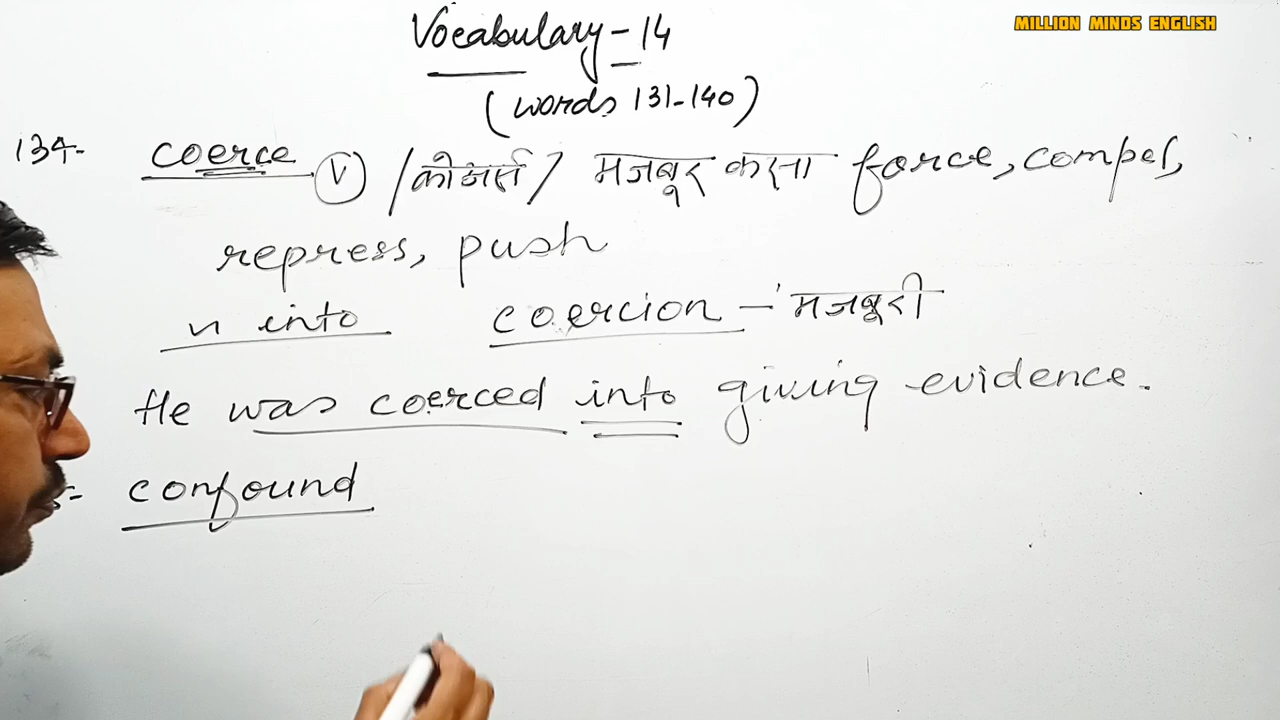 MILLION MINDS ENGLISH
Vocabulary-14
(words 131-140)
134- coerce (v) /कोअर्स/ मजबूर करना force, compel,
repress, push
" into coercion - मजबूरी
He was coerced into giving evidence.
confound